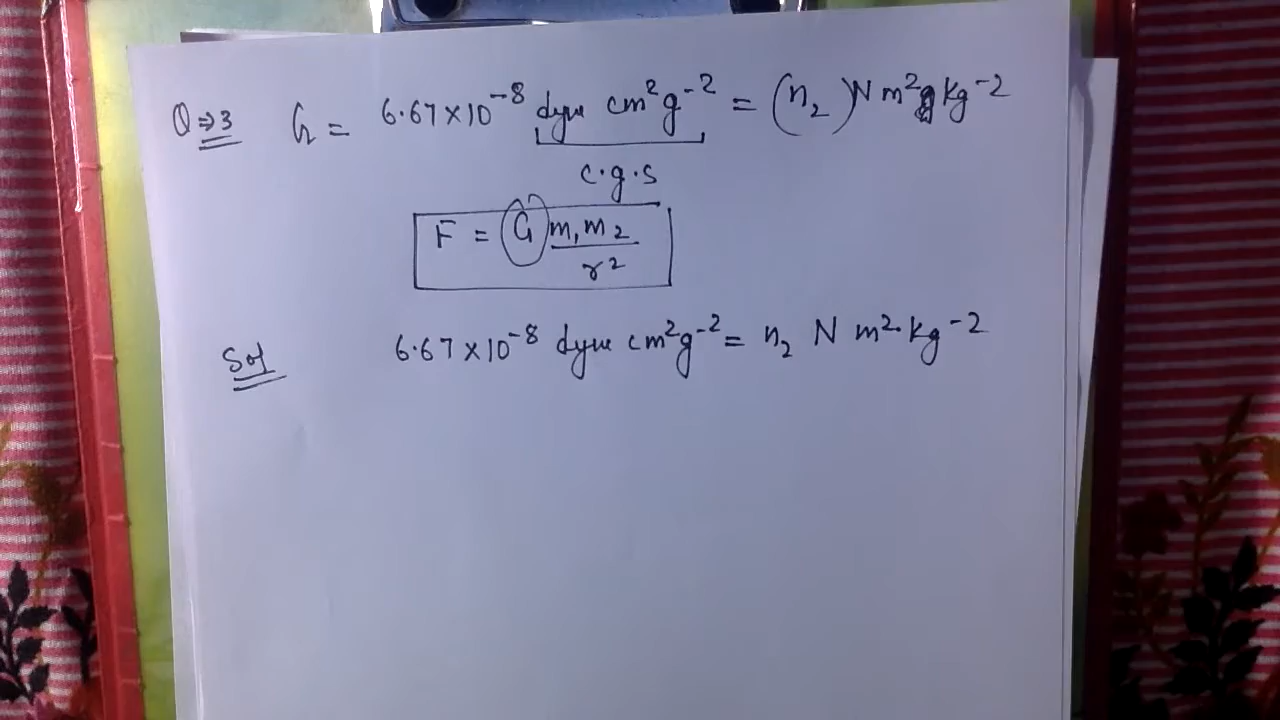 Q⇒3 G = 6.67×10⁻⁸ dyne cm²g⁻² = (n₂) N m² kg⁻²
c.g.s
F = G m₁m₂ / r²
Sol 6.67×10⁻⁸ dyne cm²g⁻² = n₂ N m² kg⁻²